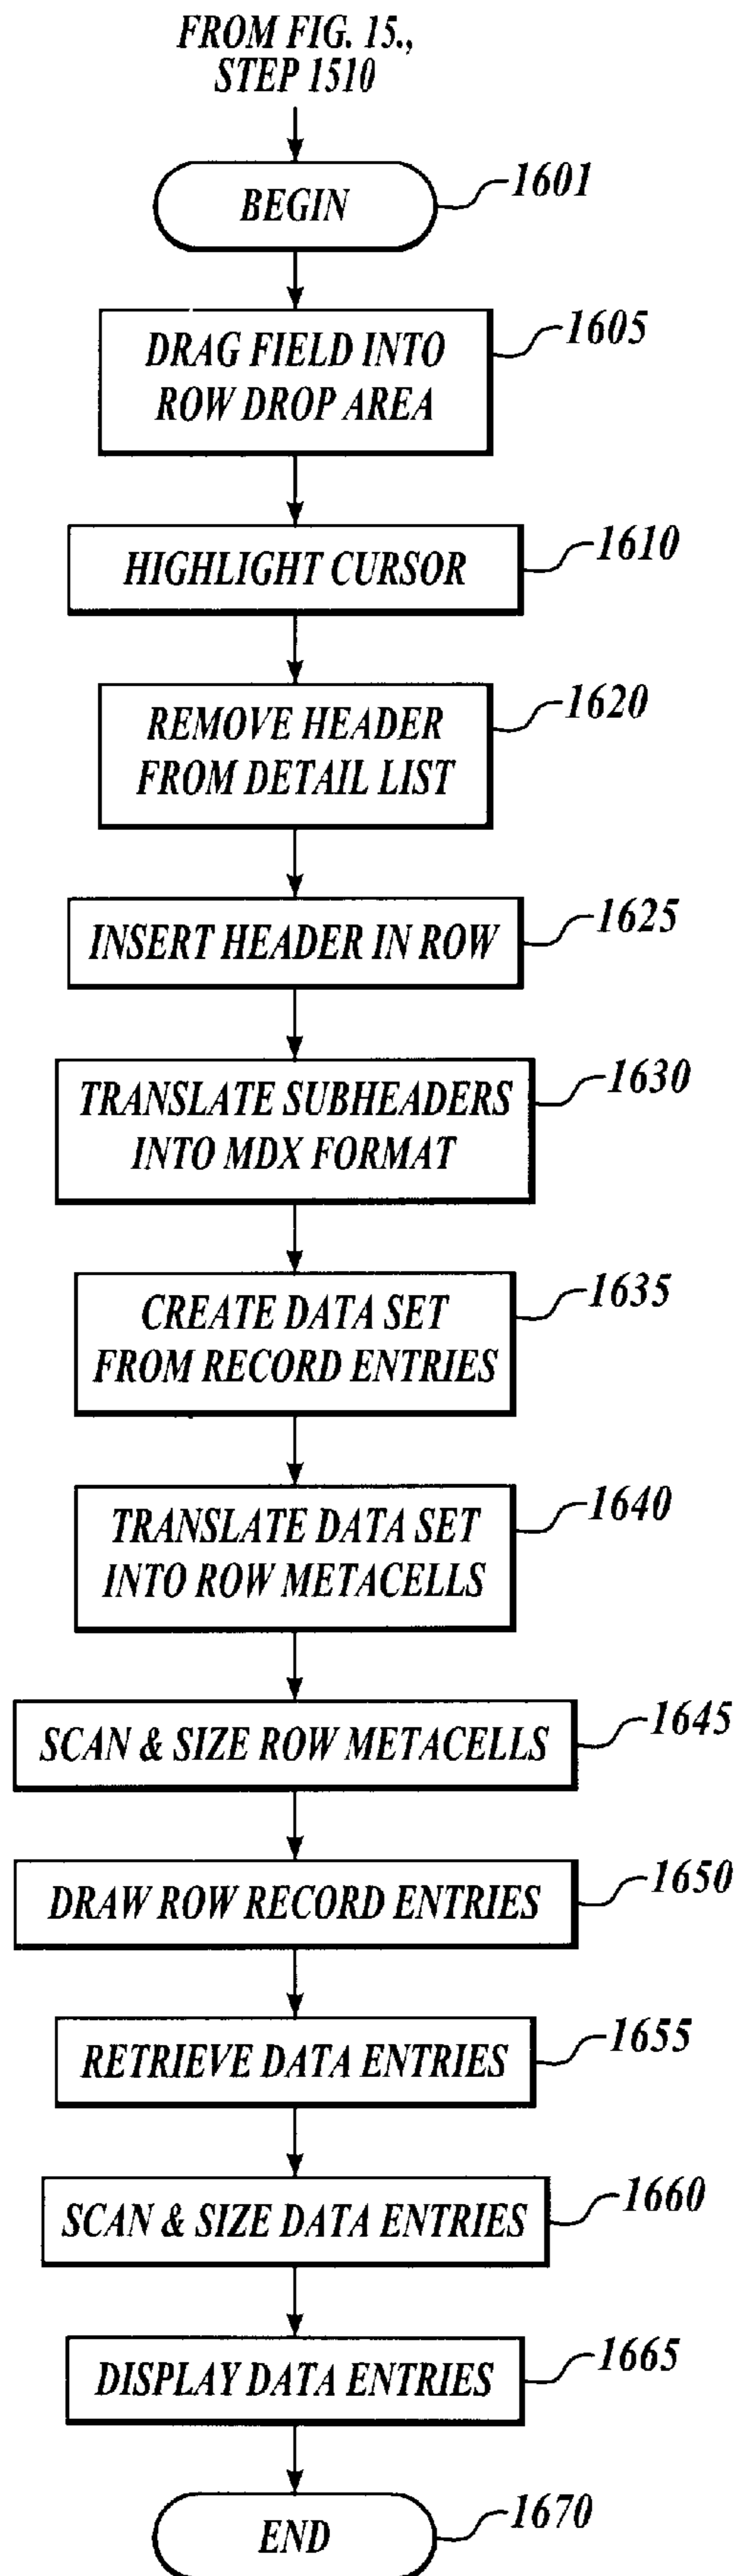 FROM FIG. 15.,
STEP 1510
BEGIN
1601
DRAG FIELD INTO
ROW DROP AREA
1605
HIGHLIGHT CURSOR
1610
REMOVE HEADER
FROM DETAIL LIST
1620
INSERT HEADER IN ROW
1625
TRANSLATE SUBHEADERS
INTO MDX FORMAT
1630
CREATE DATA SET
FROM RECORD ENTRIES
1635
TRANSLATE DATA SET
INTO ROW METACELLS
1640
SCAN & SIZE ROW METACELLS
1645
DRAW ROW RECORD ENTRIES
1650
RETRIEVE DATA ENTRIES
1655
SCAN & SIZE DATA ENTRIES
1660
DISPLAY DATA ENTRIES
1665
END
1670